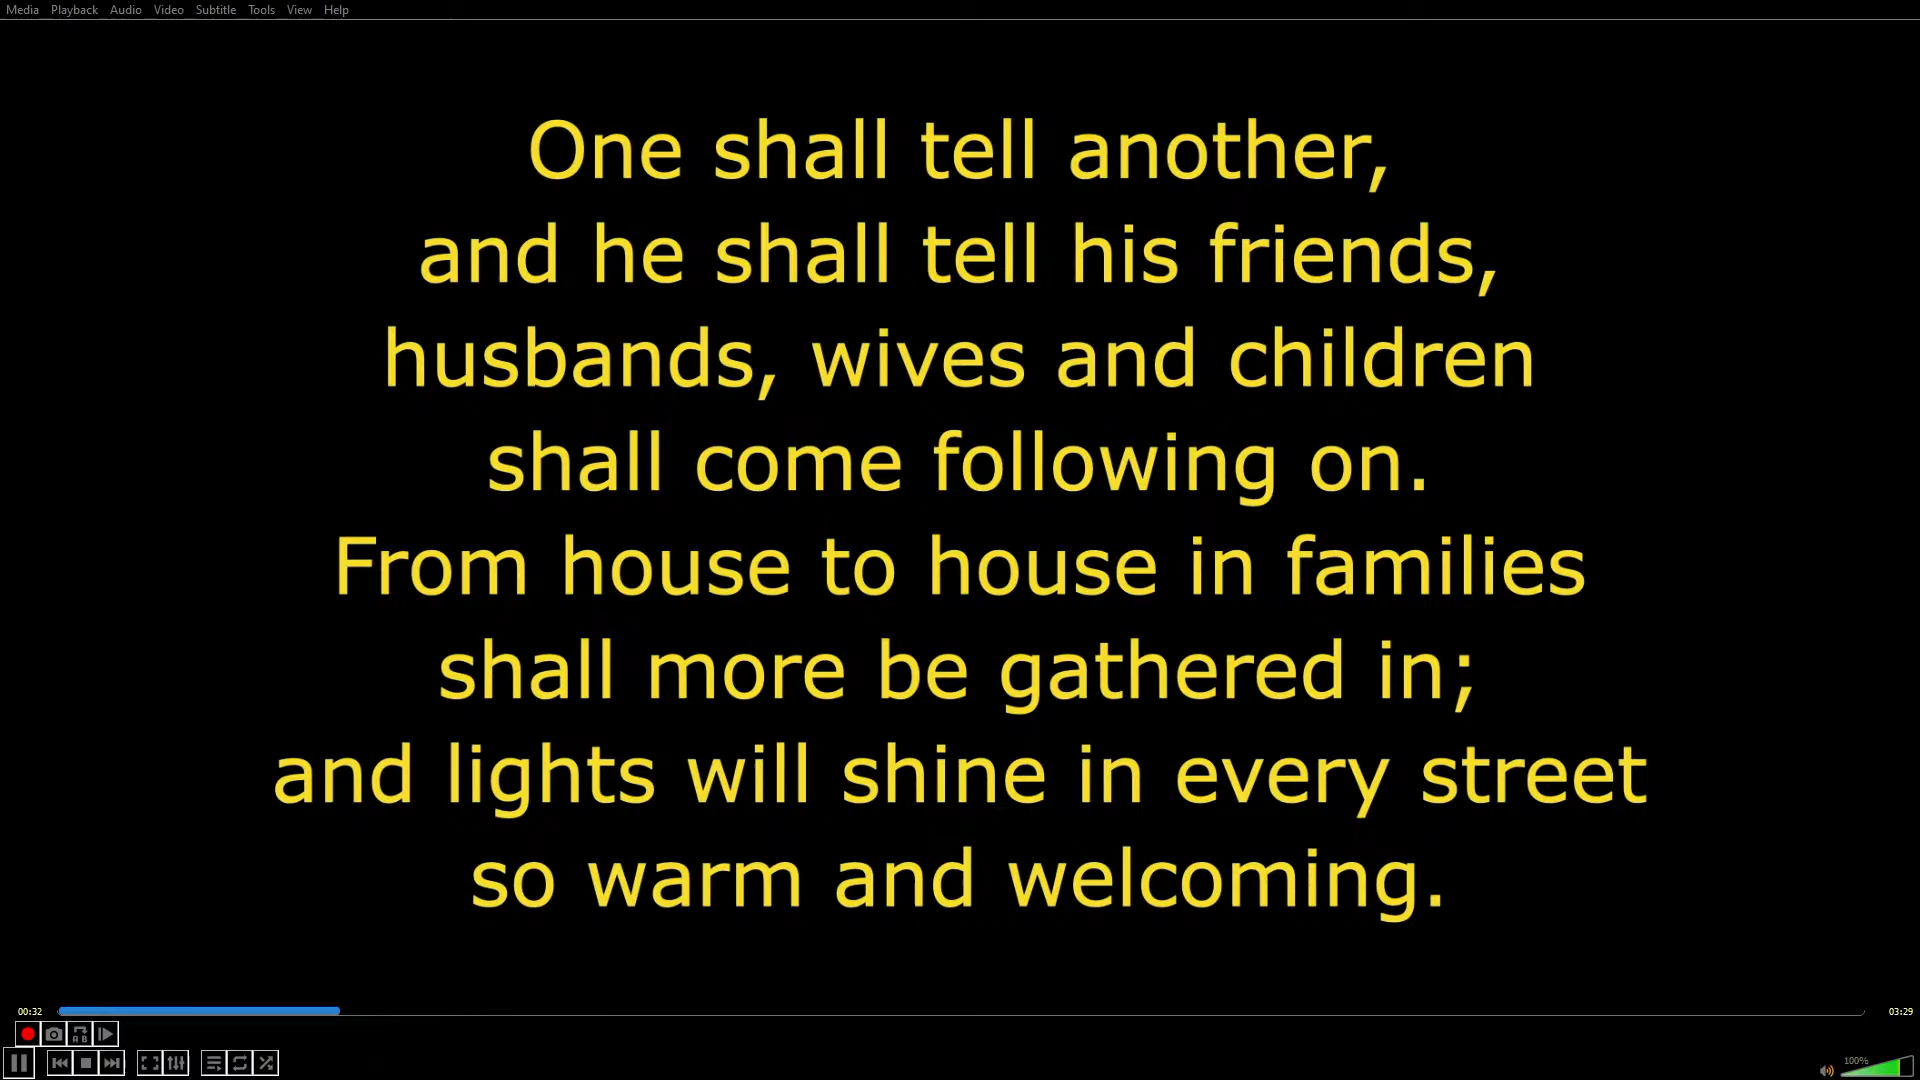 Media Playback Audio Video Subtitle Tools View Help
One shall tell another,
and he shall tell his friends,
husbands, wives and children
shall come following on.
From house to house in families
shall more be gathered in;
and lights will shine in every street
so warm and welcoming.
00:32 03:29
A B
100%